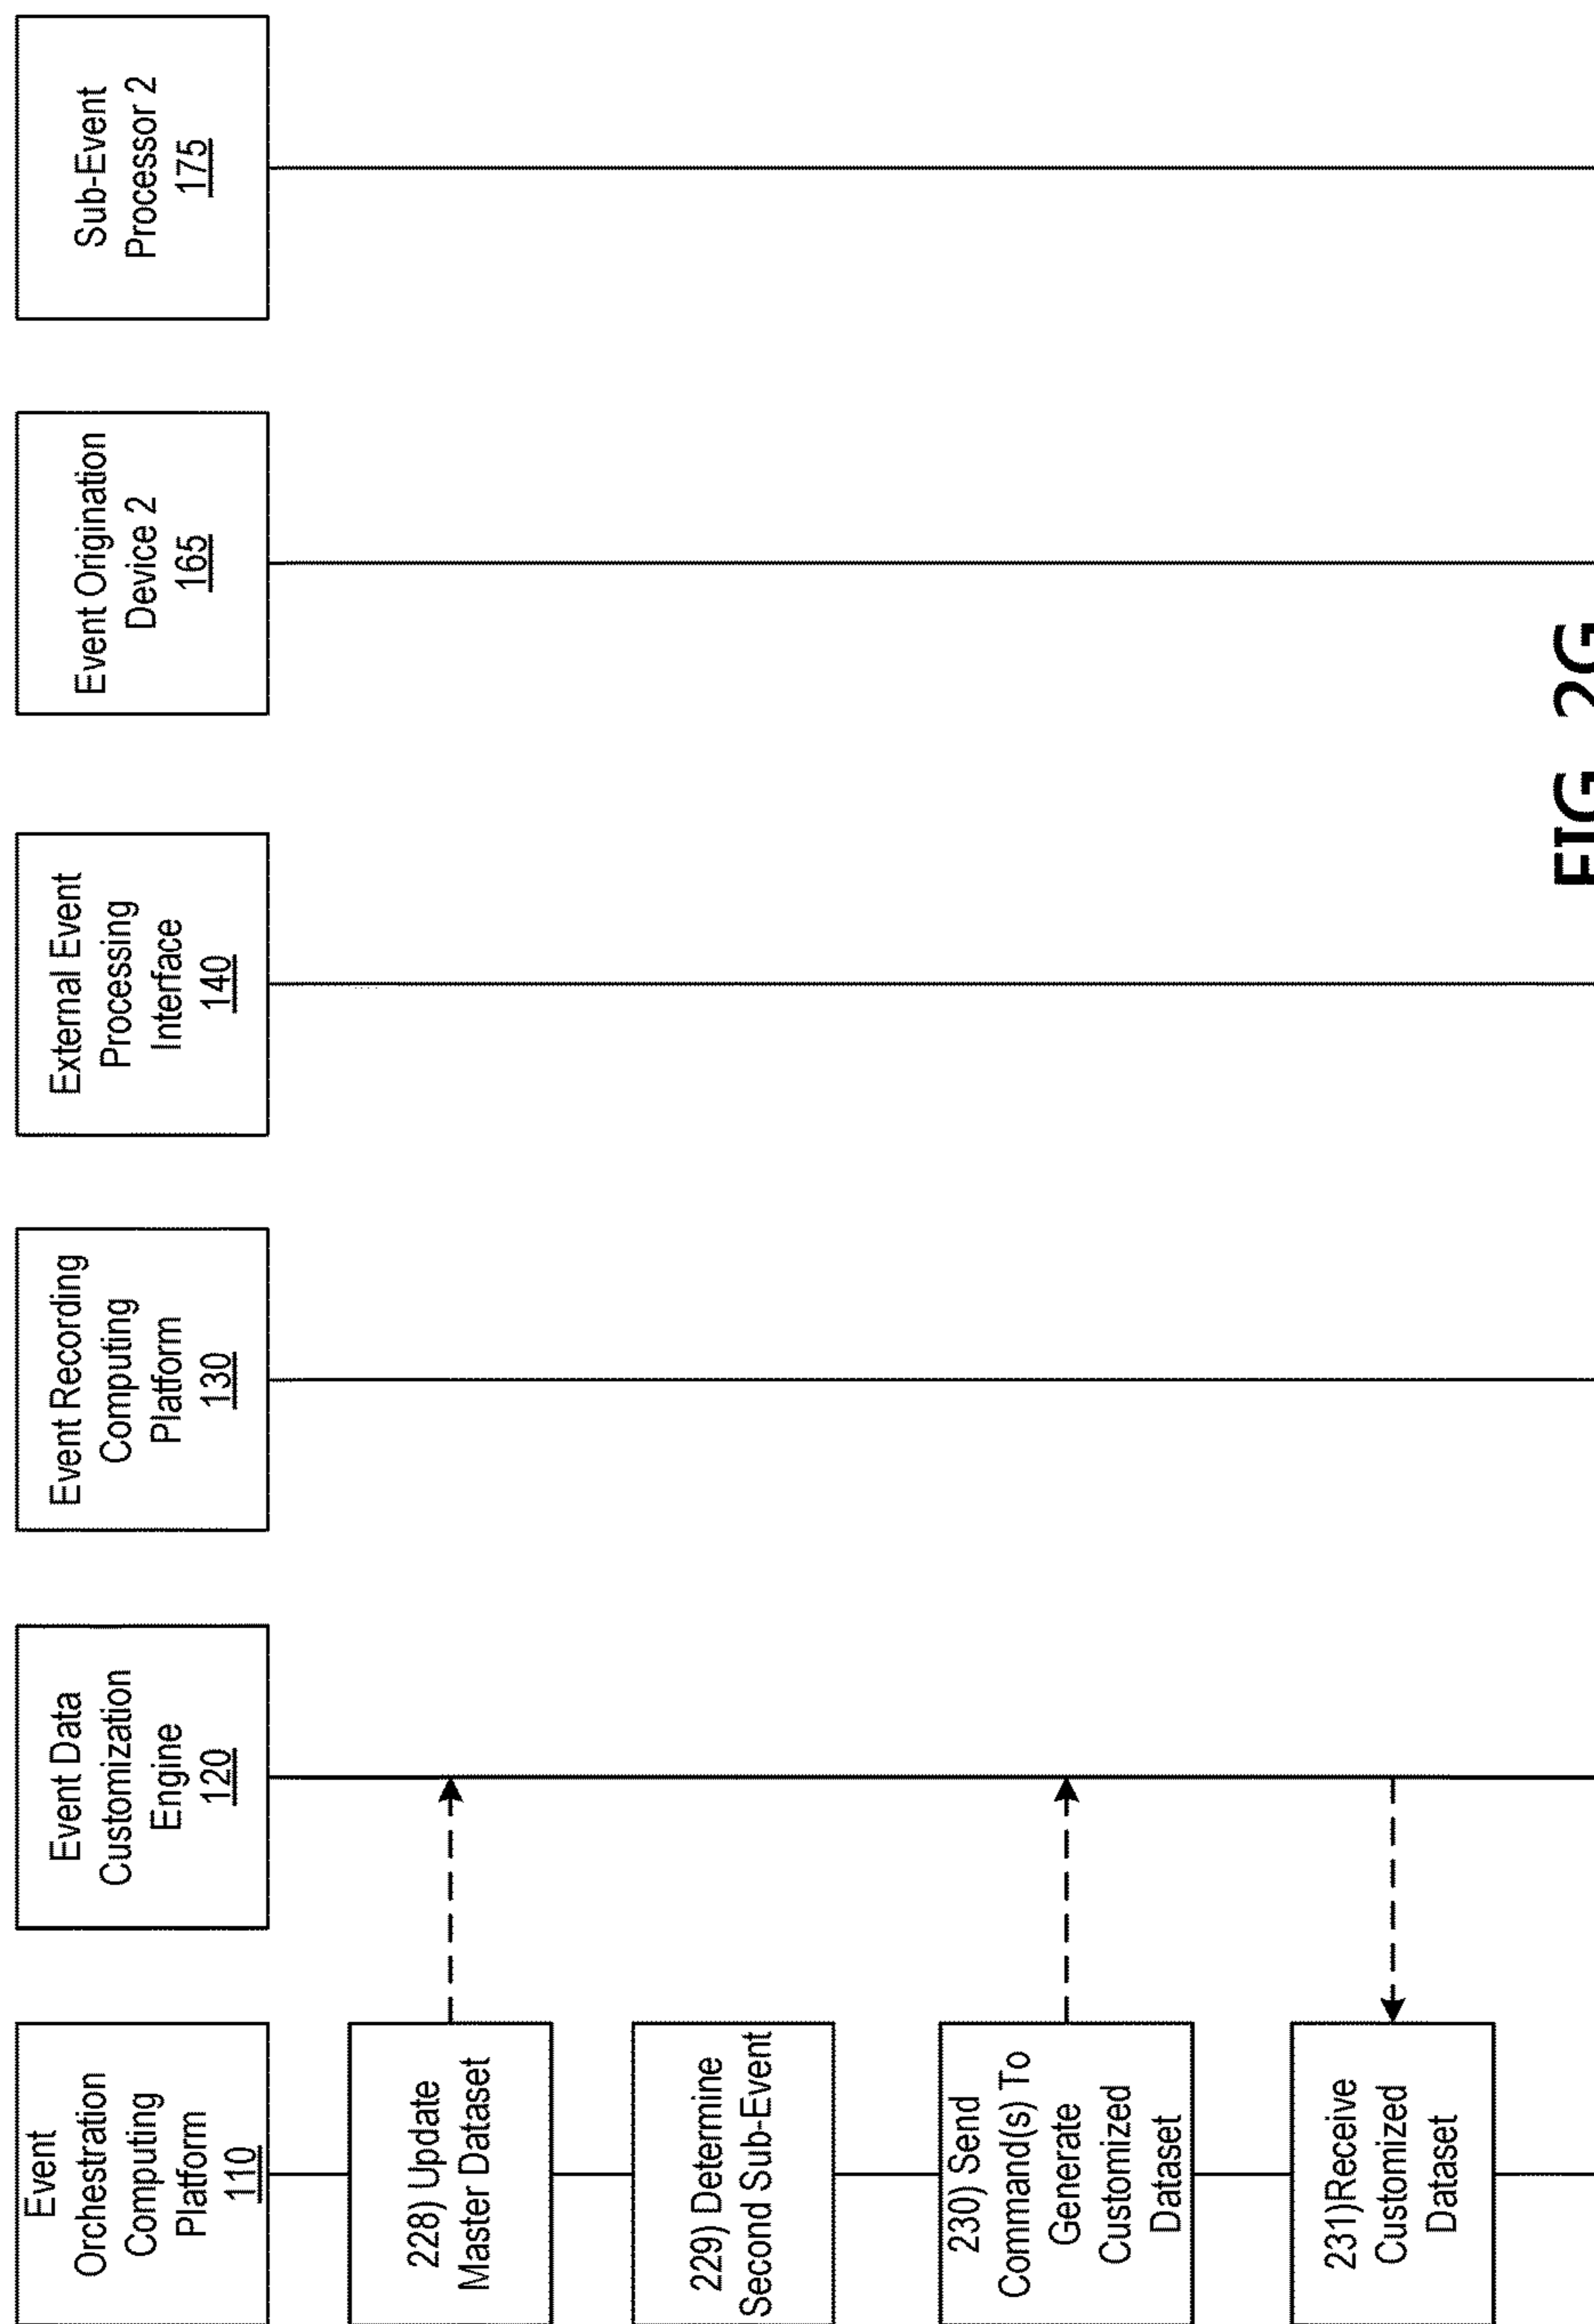 Event
Orchestration
Computing
Platform
110
Event Data
Customization
Engine
120
Event Recording
Computing
Platform
130
External Event
Processing
Interface
140
Event Origination
Device 2
165
Sub-Event
Processor 2
175
228) Update
Master Dataset
229) Determine
Second Sub-Event
230) Send
Command(s) To
Generate
Customized
Dataset
231)Receive
Customized
Dataset
FIG. 2G